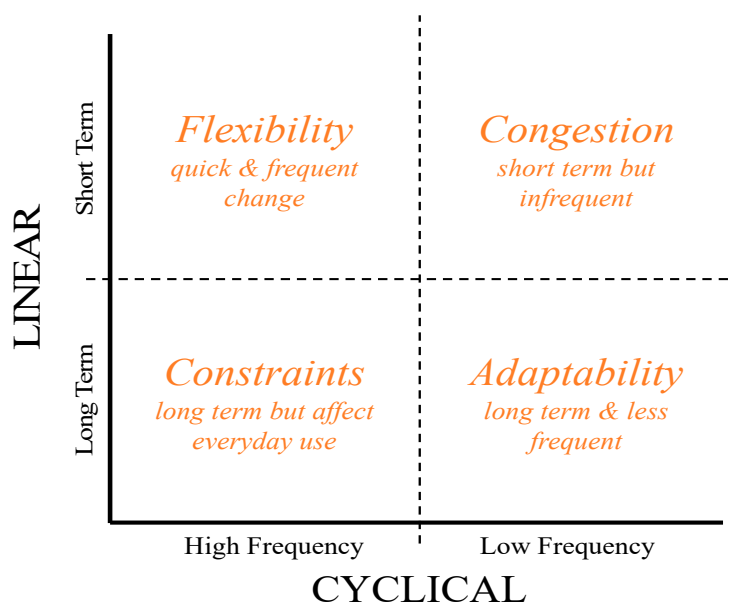 LINEAR
Short Term
Long Term
Flexibility
quick & frequent
change
Congestion
short term but
infrequent
Constraints
long term but affect
everyday use
Adaptability
long term & less
frequent
High Frequency
Low Frequency
CYCLICAL